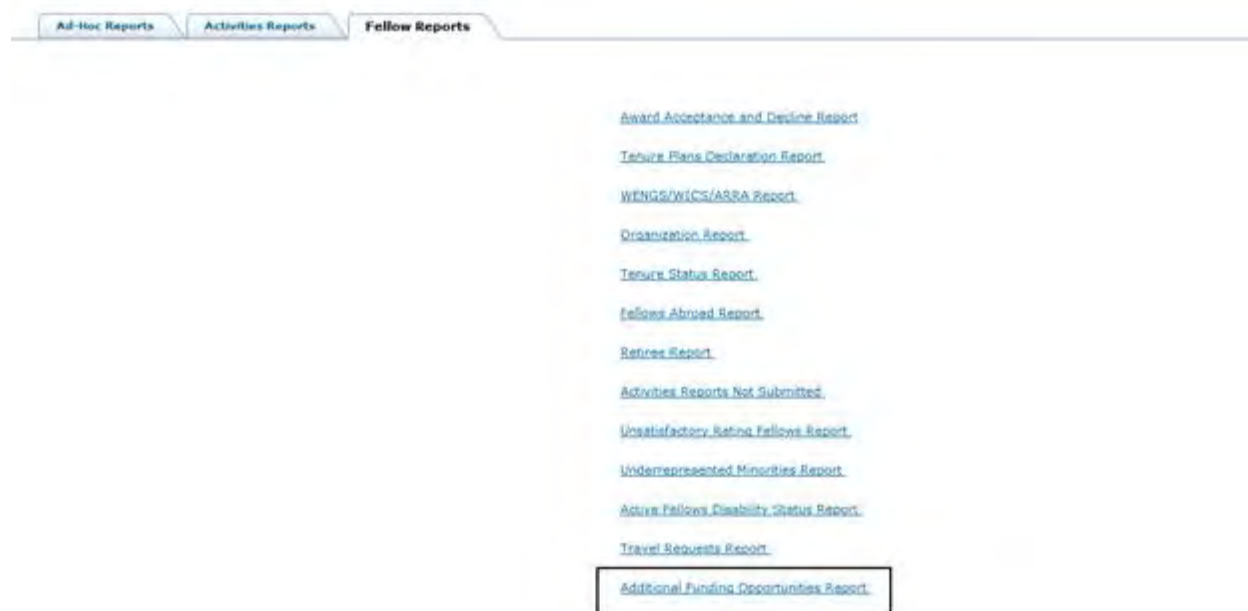 Ad-Hoc Reports Activities Reports Fellow Reports
Award Acceptance and Decline Report
Tenure Plans Declaration Report
WENGS/WICS/ARRA Report
Organization Report
Tenure Status Report
Fellows Abroad Report
Retiree Report
Activities Reports Not Submitted
Unsatisfactory Rating Fellows Report
Underrepresented Minorities Report
Active Fellows Disability Status Report
Travel Requests Report
Additional Funding Opportunities Report